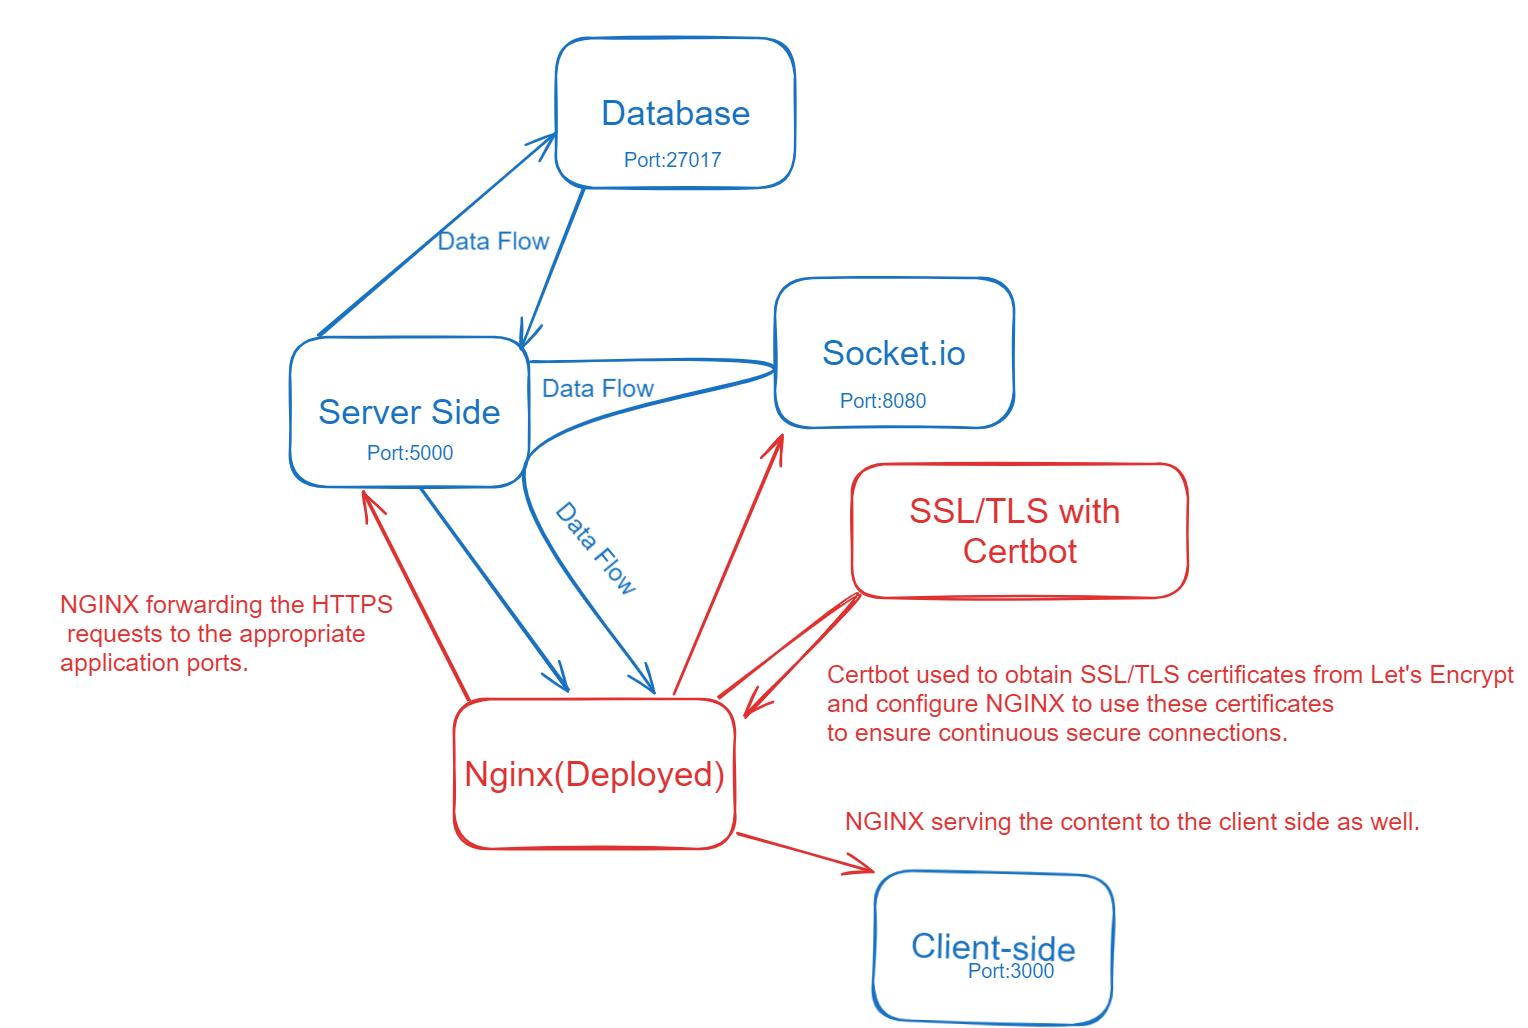 Database
Port:27017
Data Flow
Socket.io
Port:8080
Data Flow
Server Side
Port:5000
SSL/TLS with
Certbot
Data Flow
NGINX forwarding the HTTPS
requests to the appropriate
application ports.
Certbot used to obtain SSL/TLS certificates from Let's Encrypt
and configure NGINX to use these certificates
to ensure continuous secure connections.
Nginx(Deployed)
NGINX serving the content to the client side as well.
Client-side
Port:3000